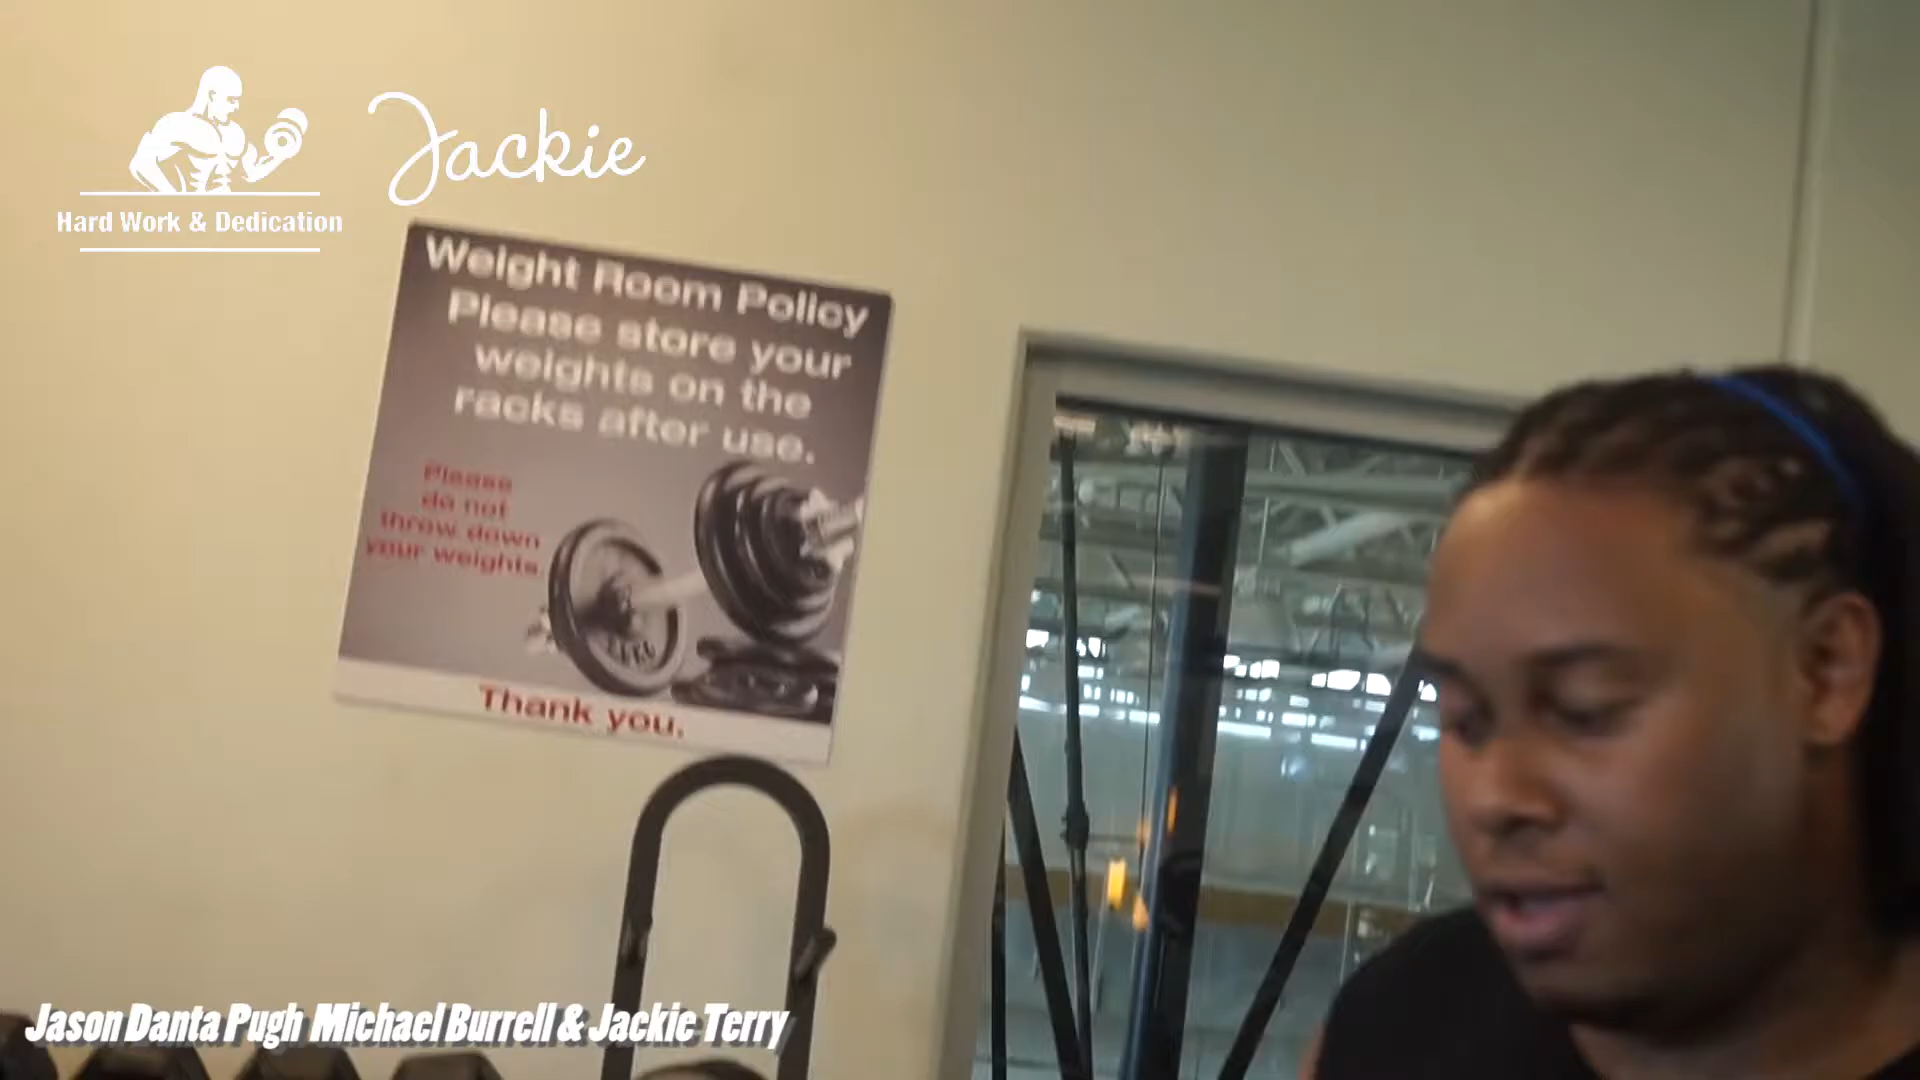 Jackie
Hard Work & Dedication
Weight Room Policy
Please store your
weights on the
racks after use.
Please
do not
throw down
your weights.
Thank you.
Jason Danta Pugh Michael Burrell & Jackie Terry